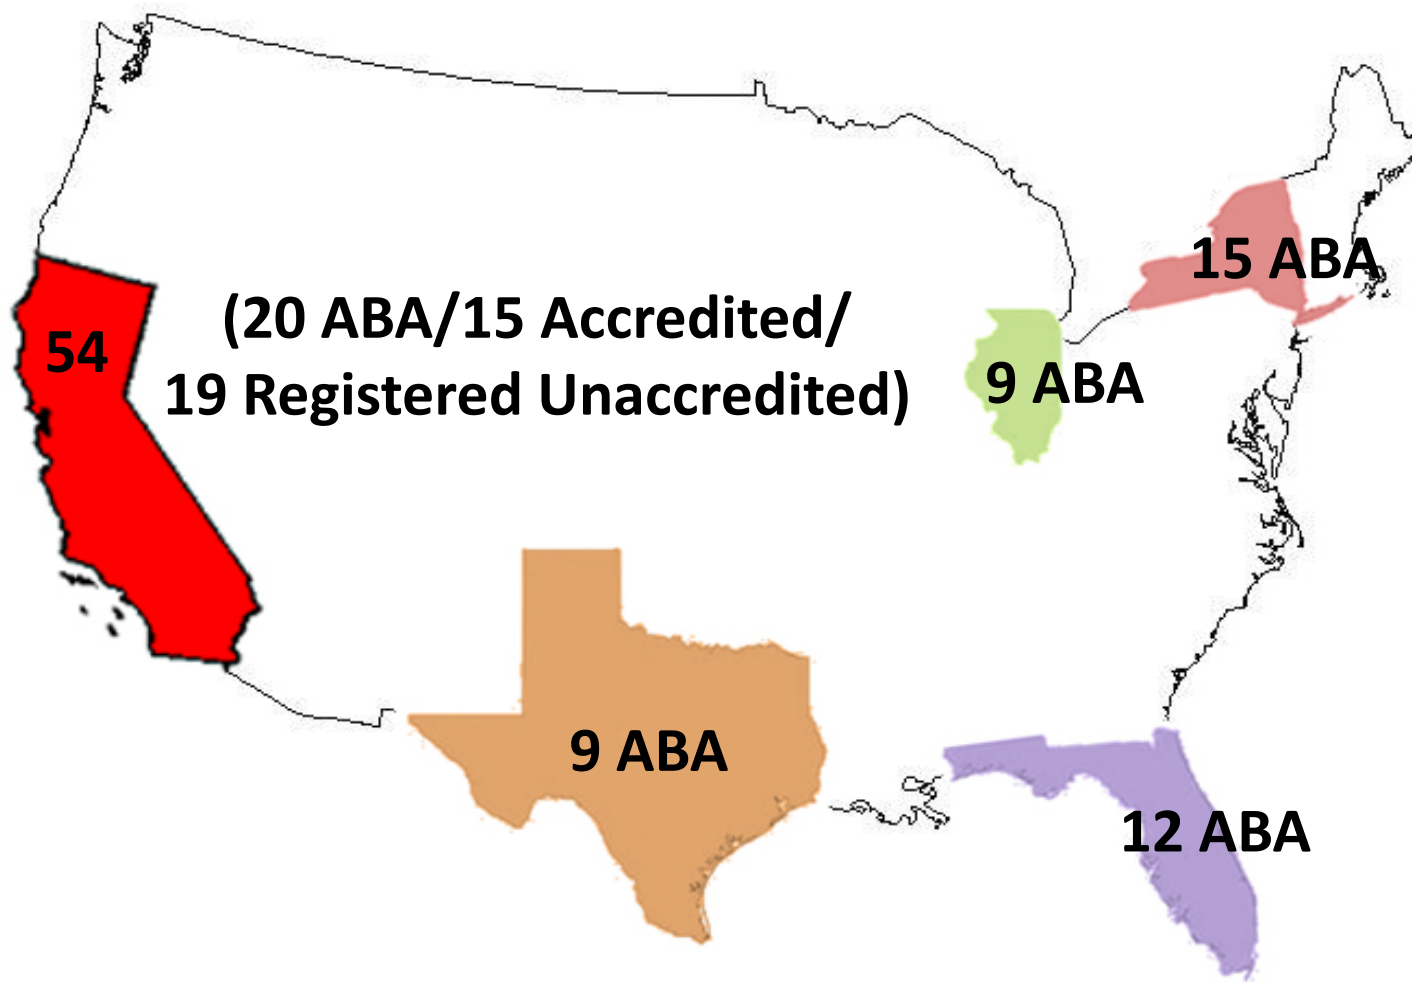 15 ABA
(20 ABA/15 Accredited/
54
19 Registered Unaccredited)
9 ABA
9 ABA
12 ABA